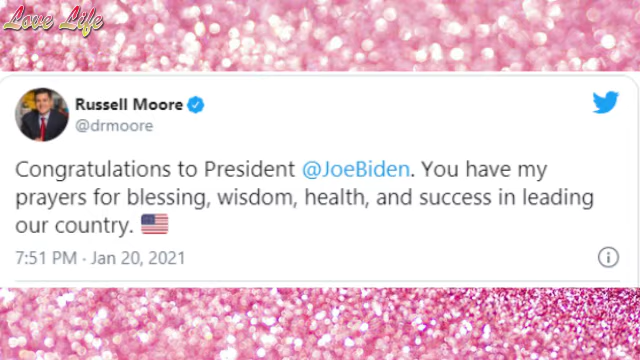 Love Life
Russell Moore
@drmoore
Congratulations to President @JoeBiden. You have my
prayers for blessing, wisdom, health, and success in leading
our country. 🇺🇸
7:51 PM · Jan 20, 2021